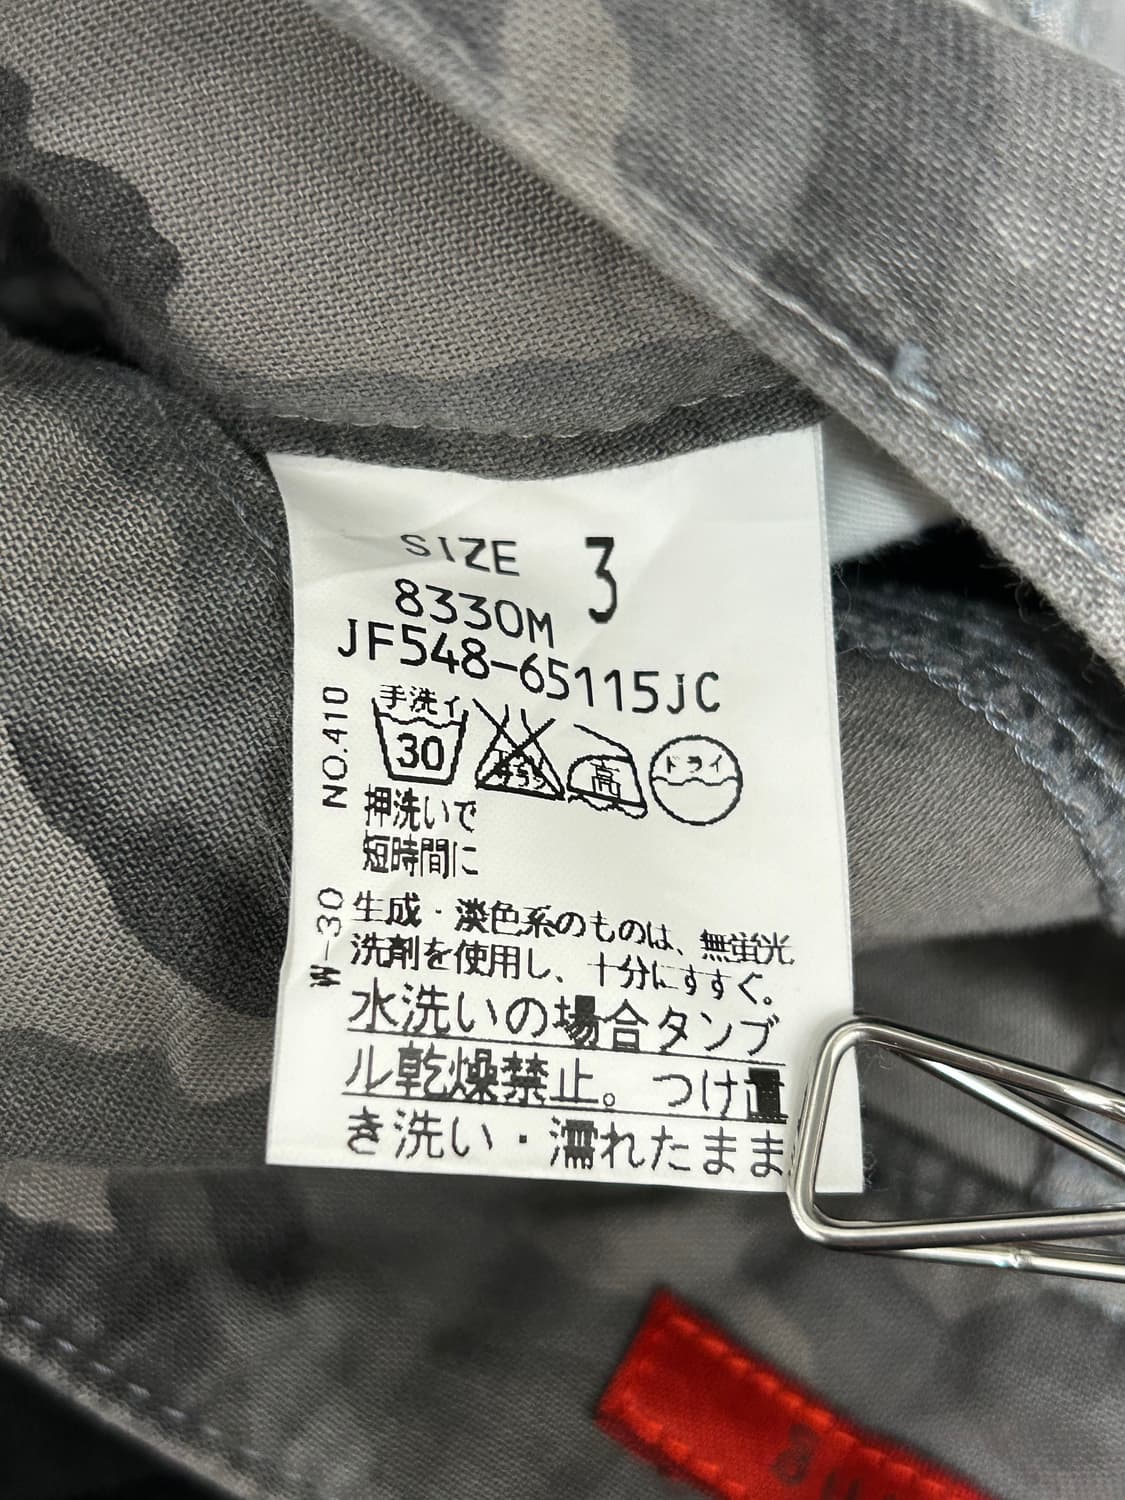 SIZE 3
8330M
JF548-65115JC
NO.410
手洗イ
30
高
ドライ
押洗いで
短時間に
W-30
生成・淡色系のものは、無蛍光
洗剤を使用し、十分にすすぐ。
水洗いの場合タンブ
ル乾燥禁止。つけ置
き洗い・濡れたまま